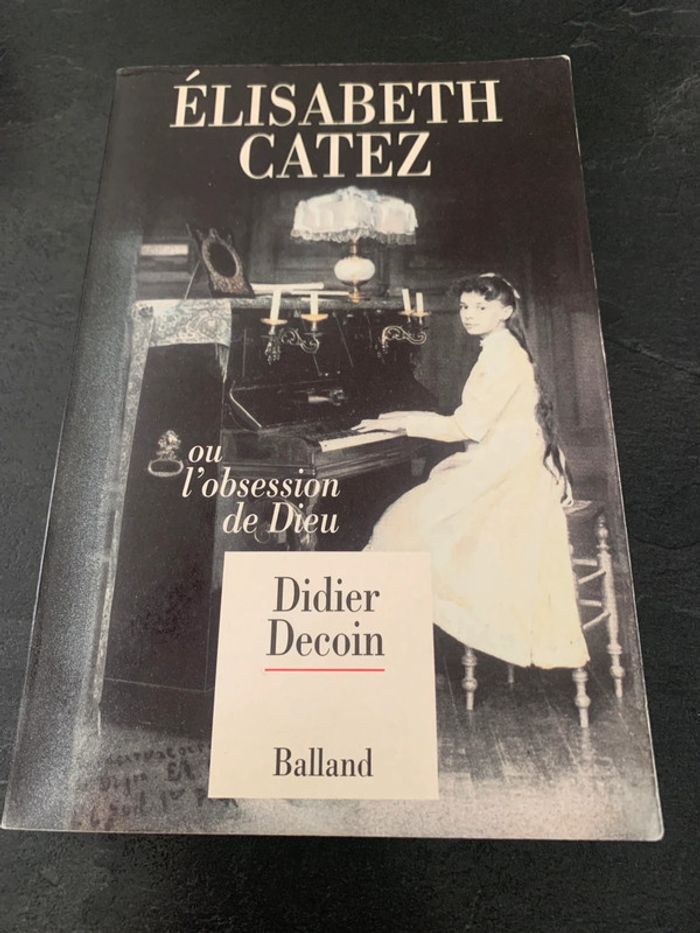 ÉLISABETH
CATEZ
ou
l'obsession
de Dieu
Didier
Decoin
Balland